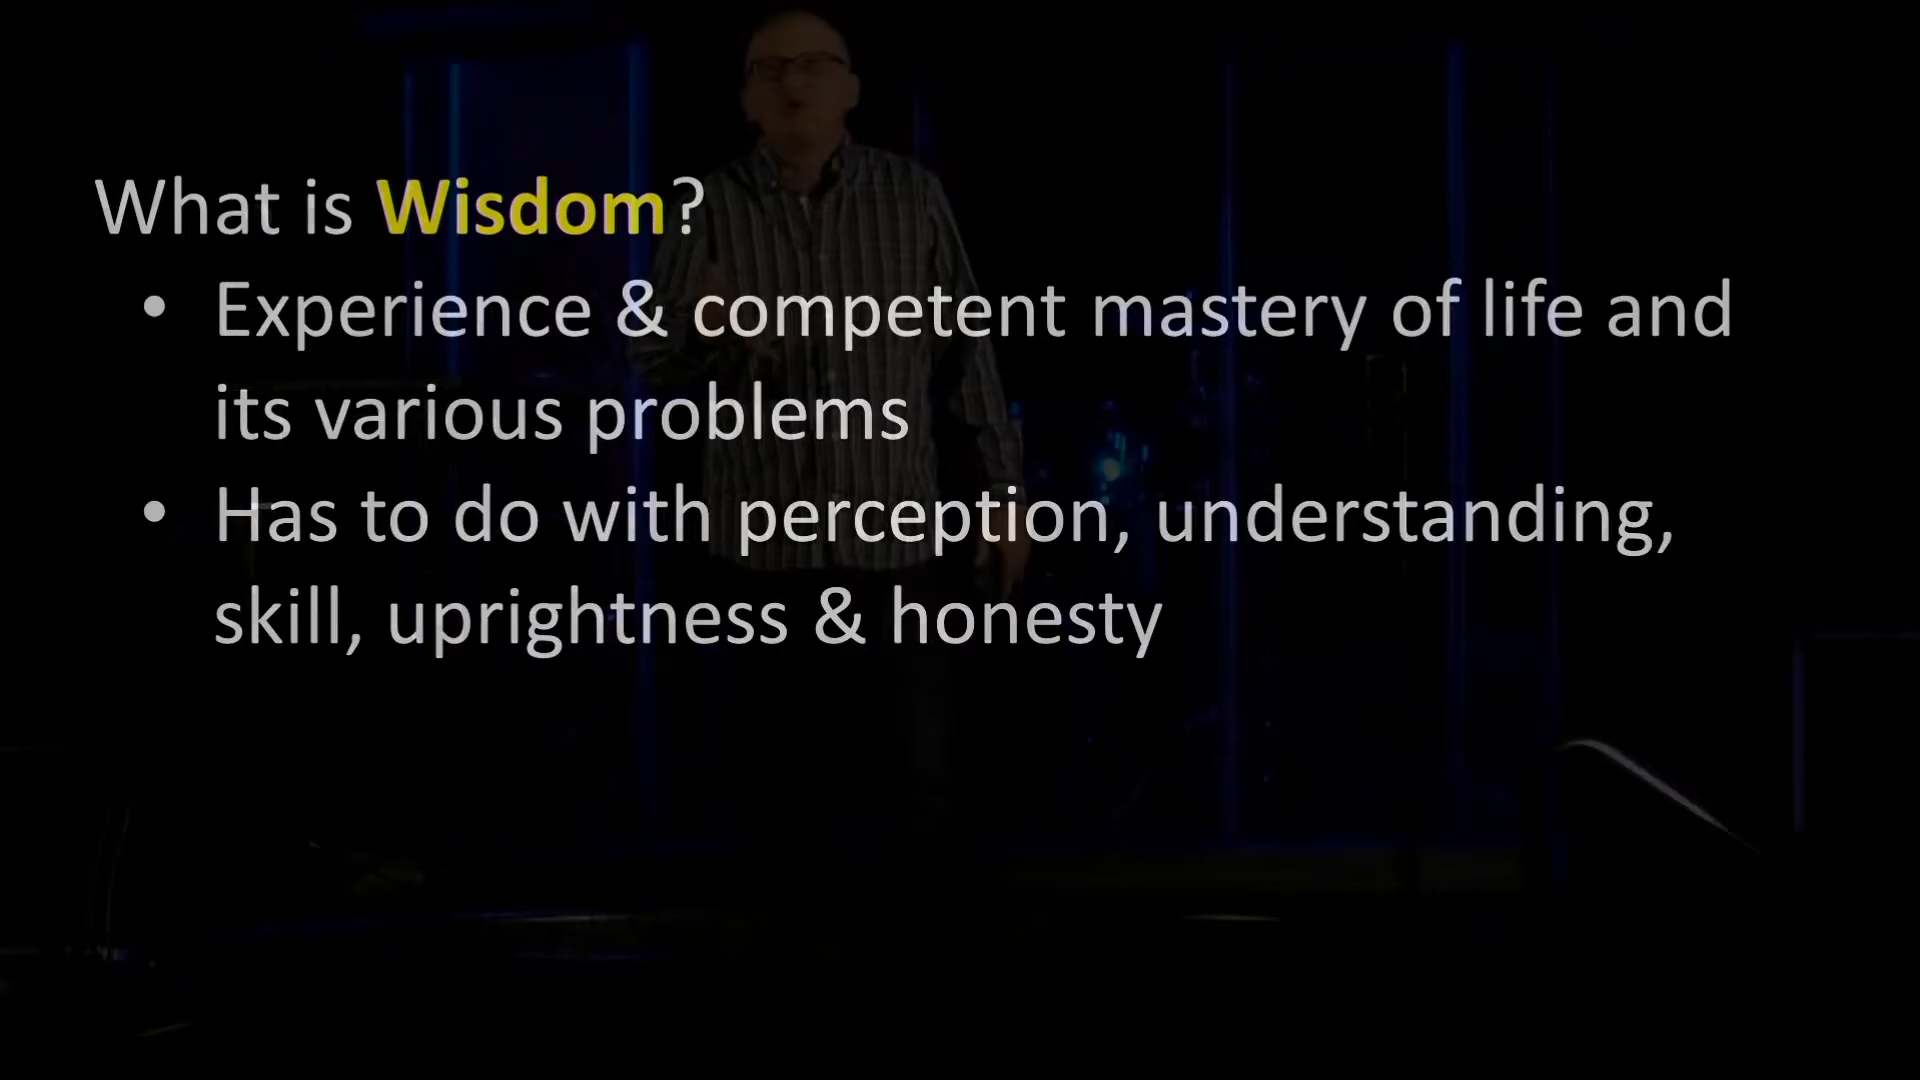 What is Wisdom?
• Experience & competent mastery of life and
its various problems
• Has to do with perception, understanding,
skill, uprightness & honesty